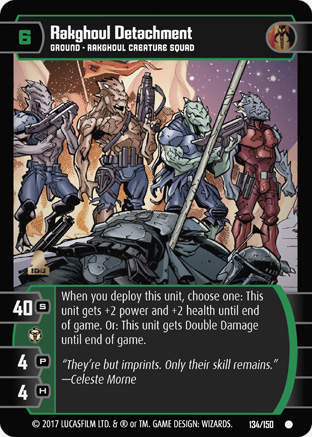 6
Rakghoul Detachment
GROUND - RAKGHOUL CREATURE SQUAD
40 S
When you deploy this unit, choose one: This
unit gets +2 power and +2 health until end
of game. Or: This unit gets Double Damage
until end of game.
4 P
“They’re but imprints. Only their skill remains.”
—Celeste Morne
4 H
© 2017 LUCASFILM LTD. & ® or TM. GAME DESIGN: WIZARDS.
134/150